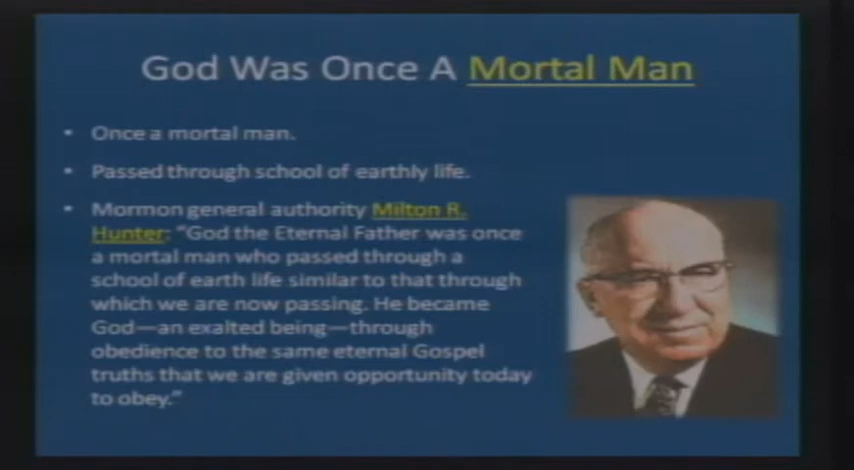 God Was Once A Mortal Man
• Once a mortal man.
• Passed through school of earthly life.
• Mormon general authority Milton R.
Hunter: "God the Eternal Father was once
a mortal man who passed through a
school of earth life similar to that through
which we are now passing. He became
God—an exalted being—through
obedience to the same eternal Gospel
truths that we are given opportunity today
to obey."